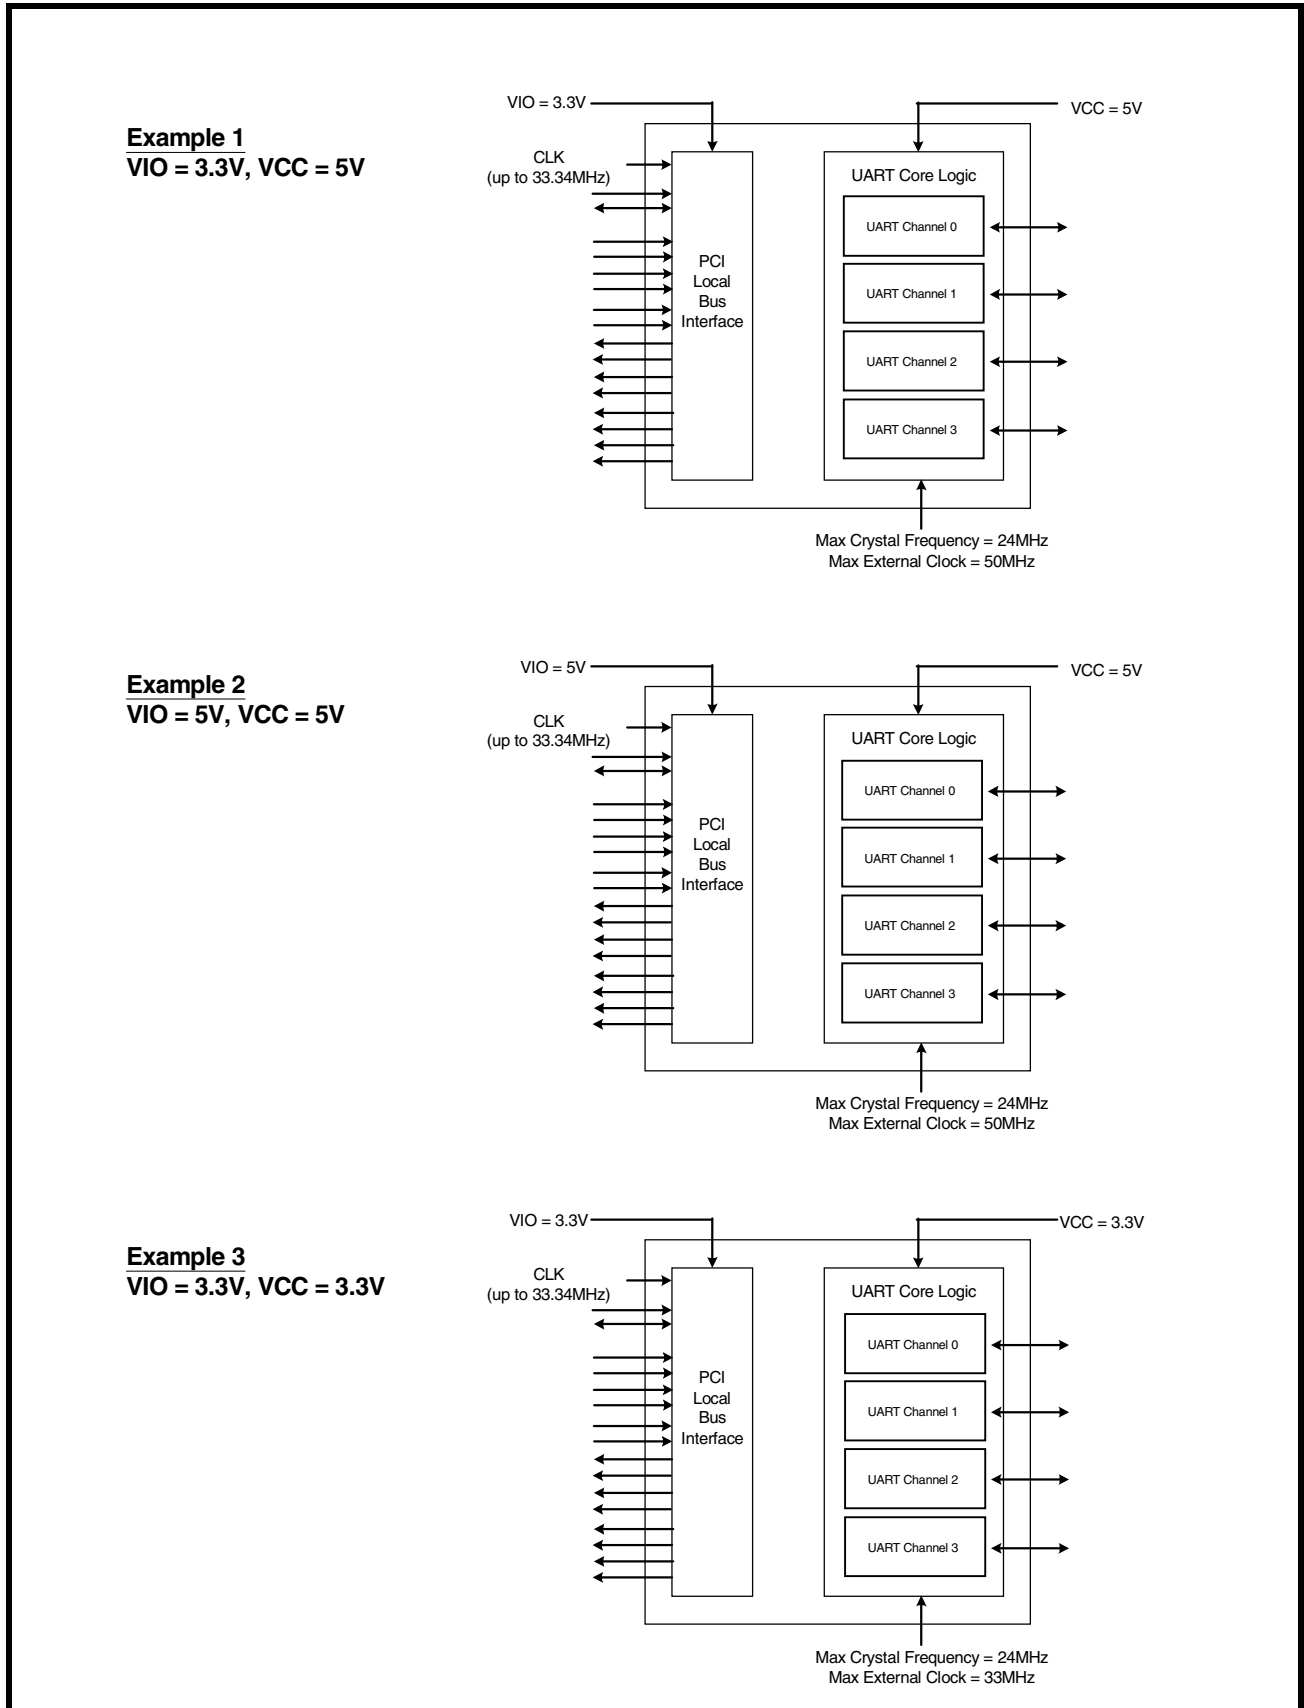 VIO = 3.3V
VCC = 5V
Example 1
VIO = 3.3V, VCC = 5V
CLK
(up to 33.34MHz)
UART Core Logic
UART Channel 0
PCI
Local
Bus
Interface
UART Channel 1
UART Channel 2
UART Channel 3
Max Crystal Frequency = 24MHz
Max External Clock = 50MHz
VIO = 5V
VCC = 5V
Example 2
VIO = 5V, VCC = 5V
CLK
(up to 33.34MHz)
UART Core Logic
UART Channel 0
PCI
Local
Bus
Interface
UART Channel 1
UART Channel 2
UART Channel 3
Max Crystal Frequency = 24MHz
Max External Clock = 50MHz
VIO = 3.3V
VCC = 3.3V
Example 3
VIO = 3.3V, VCC = 3.3V
CLK
(up to 33.34MHz)
UART Core Logic
UART Channel 0
PCI
Local
Bus
Interface
UART Channel 1
UART Channel 2
UART Channel 3
Max Crystal Frequency = 24MHz
Max External Clock = 33MHz